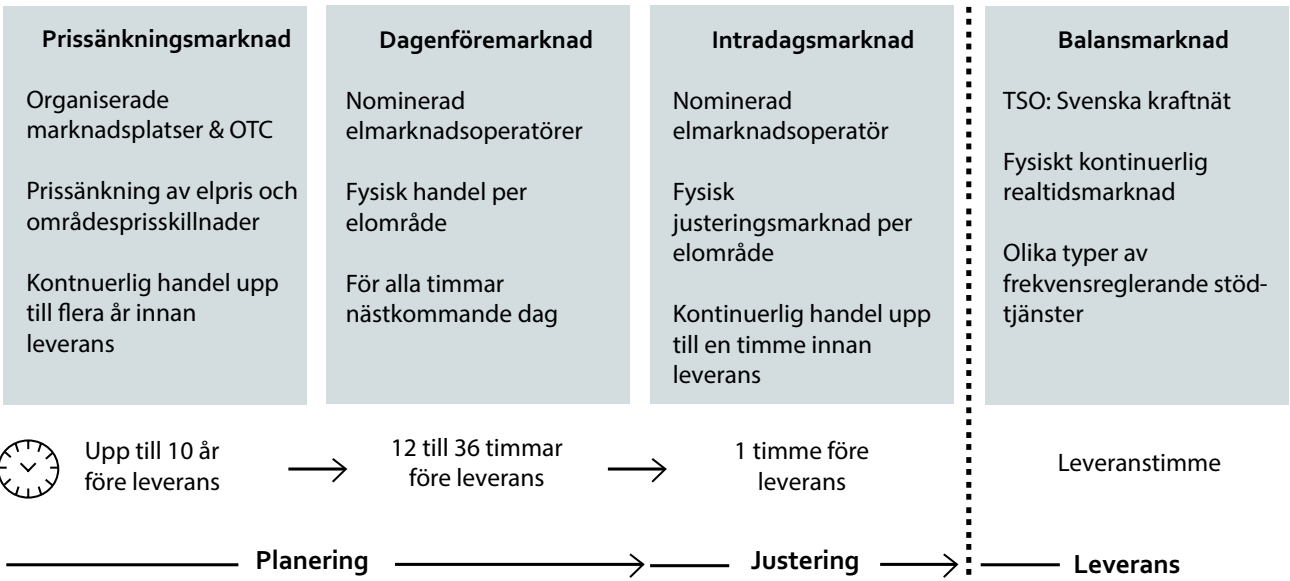 Prissänkningsmarknad
Organiserade
marknadsplatser & OTC
Prissänkning av elpris och
områdesprisskillnader
Kontnuerlig handel upp
till flera år innan
leverans
Dagenföremarknad
Nominerad
elmarknadsoperatörer
Fysisk handel per
elområde
För alla timmar
nästkommande dag
Intradagsmarknad
Nominerad
elmarknadsoperatör
Fysisk
justeringsmarknad per
elområde
Kontinuerlig handel upp
till en timme innan
leverans
Balansmarknad
TSO: Svenska kraftnät
Fysiskt kontinuerlig
realtidsmarknad
Olika typer av
frekvensreglerande stöd-
tjänster
Upp till 10 år
före leverans
12 till 36 timmar
före leverans
1 timme före
leverans
Leveranstimme
Planering
Justering
Leverans